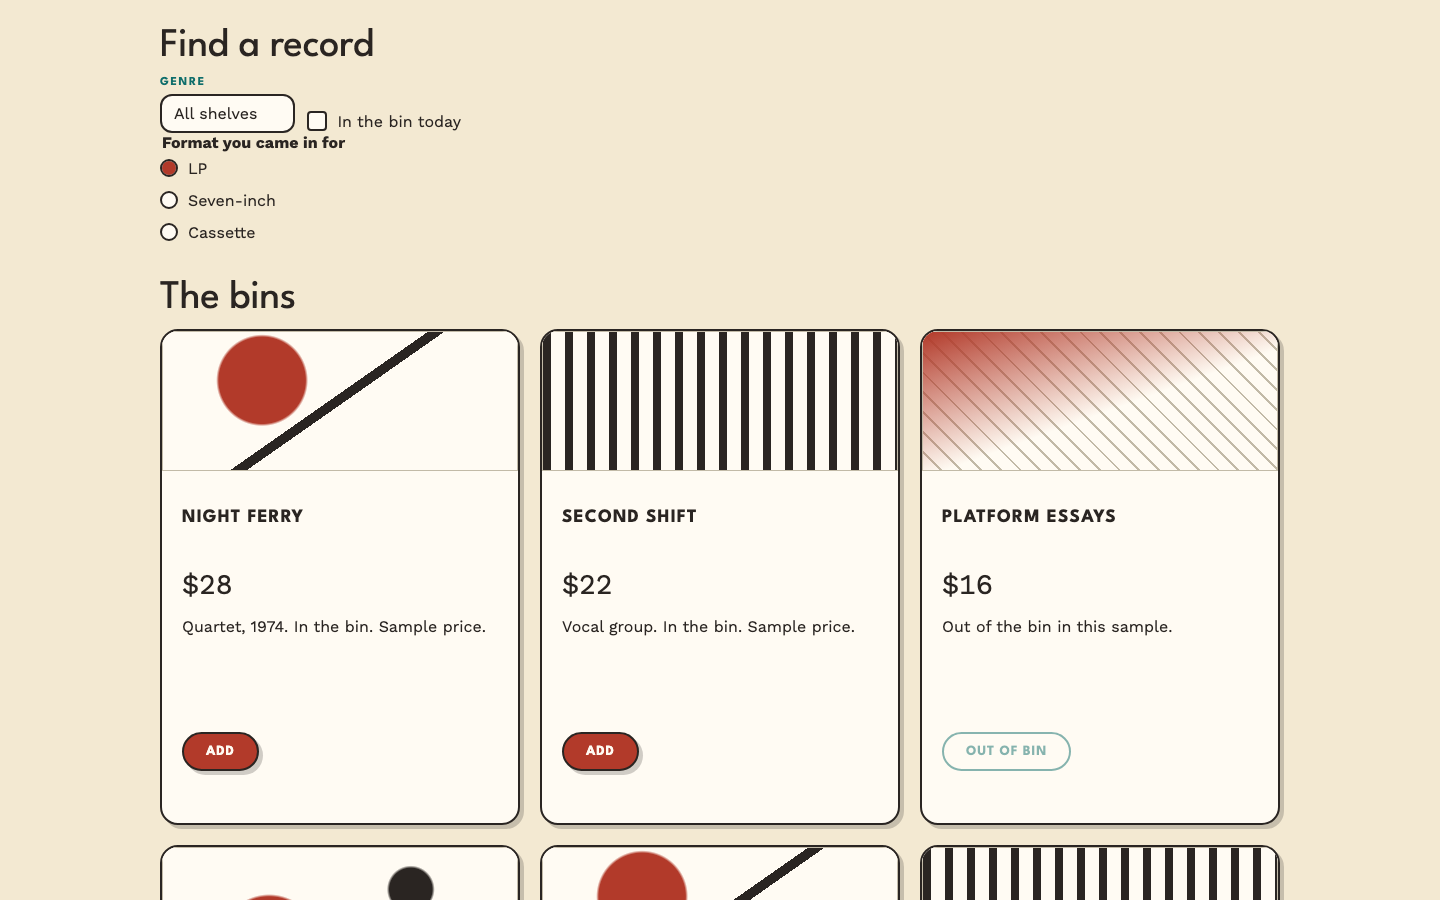 Find a record
GENRE
All shelves
In the bin today
Format you came in for
LP
Seven-inch
Cassette
The bins
NIGHT FERRY
$28
Quartet, 1974. In the bin. Sample price.
ADD
SECOND SHIFT
$22
Vocal group. In the bin. Sample price.
ADD
PLATFORM ESSAYS
$16
Out of the bin in this sample.
OUT OF BIN